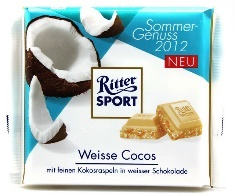 Sommer-
Genuss
2012
NEU
Ritter
SPORT
Weisse Cocos
mit feinen Kokosraspeln in weisser Schokolade